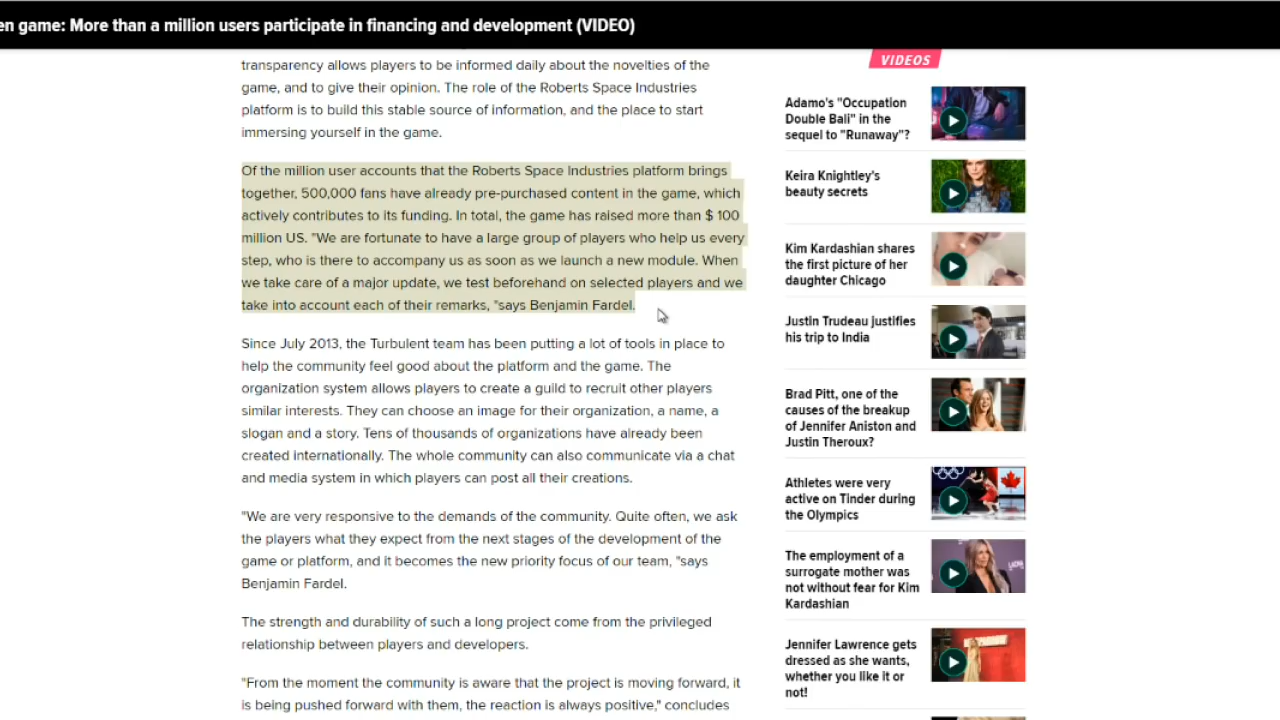 en game: More than a million users participate in financing and development (VIDEO)
transparency allows players to be informed daily about the novelties of the
game, and to give their opinion. The role of the Roberts Space Industries
platform is to build this stable source of information, and the place to start
immersing yourself in the game.
Of the million user accounts that the Roberts Space Industries platform brings
together, 500,000 fans have already pre-purchased content in the game, which
actively contributes to its funding. In total, the game has raised more than $ 100
million US. "We are fortunate to have a large group of players who help us every
step, who is there to accompany us as soon as we launch a new module. When
we take care of a major update, we test beforehand on selected players and we
take into account each of their remarks, "says Benjamin Fardel.
Since July 2013, the Turbulent team has been putting a lot of tools in place to
help the community feel good about the platform and the game. The
organization system allows players to create a guild to recruit other players
similar interests. They can choose an image for their organization, a name, a
slogan and a story. Tens of thousands of organizations have already been
created internationally. The whole community can also communicate via a chat
and media system in which players can post all their creations.
"We are very responsive to the demands of the community. Quite often, we ask
the players what they expect from the next stages of the development of the
game or platform, and it becomes the new priority focus of our team, "says
Benjamin Fardel.
The strength and durability of such a long project come from the privileged
relationship between players and developers.
"From the moment the community is aware that the project is moving forward, it
is being pushed forward with them, the reaction is always positive," concludes
VIDEOS
Adamo's "Occupation
Double Bali" in the
sequel to "Runaway"?
Keira Knightley's
beauty secrets
Kim Kardashian shares
the first picture of her
daughter Chicago
Justin Trudeau justifies
his trip to India
Brad Pitt, one of the
causes of the breakup
of Jennifer Aniston and
Justin Theroux?
Athletes were very
active on Tinder during
the Olympics
The employment of a
surrogate mother was
not without fear for Kim
Kardashian
Jennifer Lawrence gets
dressed as she wants,
whether you like it or
not!